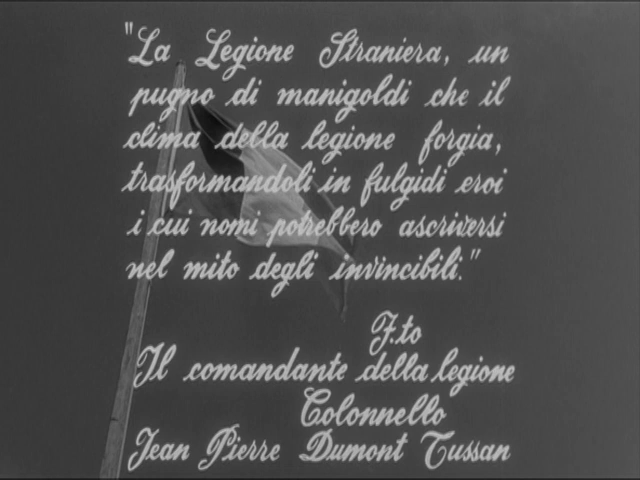 "La Legione Straniera, un
pugno di manigoldi che il
clima della legione forgia,
trasformandoli in fulgidi eroi
i cui nomi potrebbero ascriversi
nel mito degli invincibili."
F.to
Il comandante della legione
Colonnello
Jean Pierre Dumont Tussan